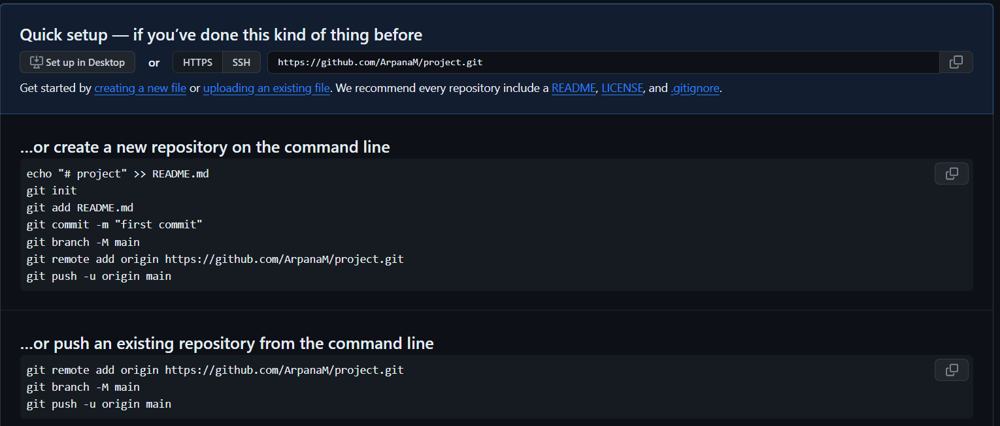 Quick setup — if you’ve done this kind of thing before
Set up in Desktop or HTTPS SSH https://github.com/ArpanaM/project.git
Get started by creating a new file or uploading an existing file. We recommend every repository include a README, LICENSE, and .gitignore.
…or create a new repository on the command line
echo "# project" >> README.md
git init
git add README.md
git commit -m "first commit"
git branch -M main
git remote add origin https://github.com/ArpanaM/project.git
git push -u origin main
…or push an existing repository from the command line
git remote add origin https://github.com/ArpanaM/project.git
git branch -M main
git push -u origin main